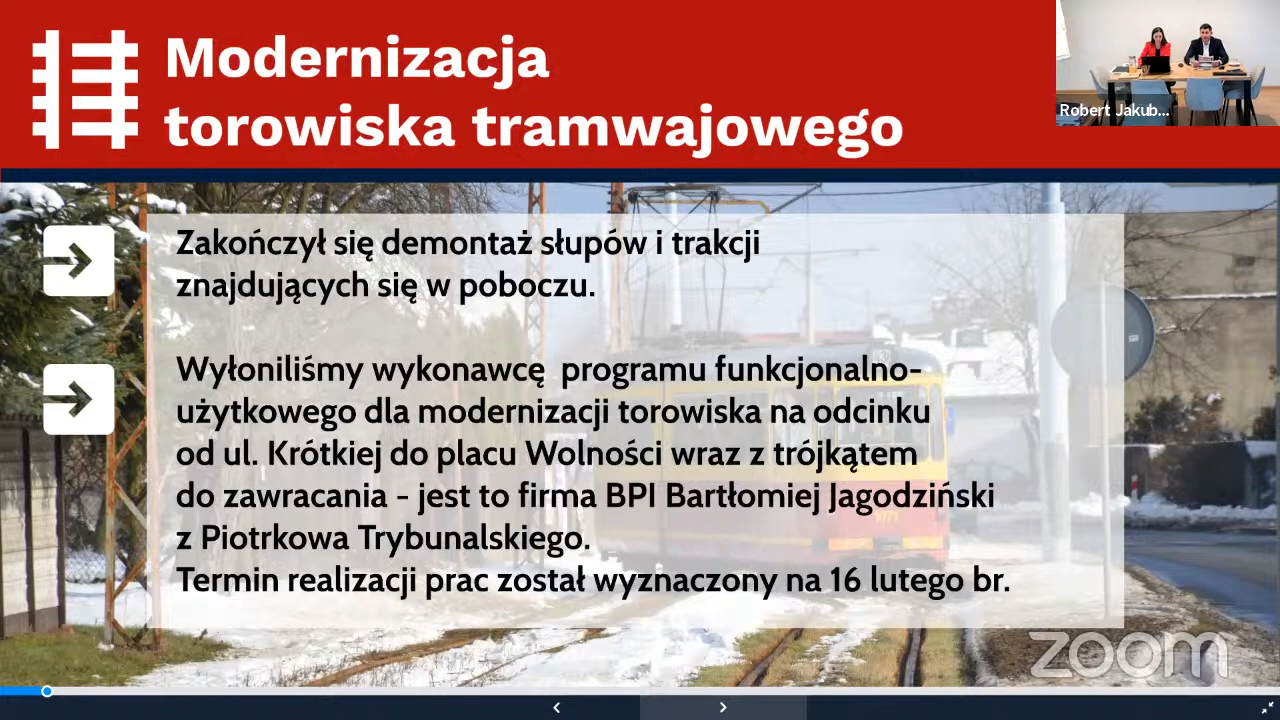 Modernizacja
torowiska tramwajowego
Robert Jakub...
Zakończył się demontaż słupów i trakcji
znajdujących się w poboczu.
Wyłoniliśmy wykonawcę programu funkcjonalno-
użytkowego dla modernizacji torowiska na odcinku
od ul. Krótkiej do placu Wolności wraz z trójkątem
do zawracania - jest to firma BPI Bartłomiej Jagodziński
z Piotrkowa Trybunalskiego.
Termin realizacji prac został wyznaczony na 16 lutego br.
zoom